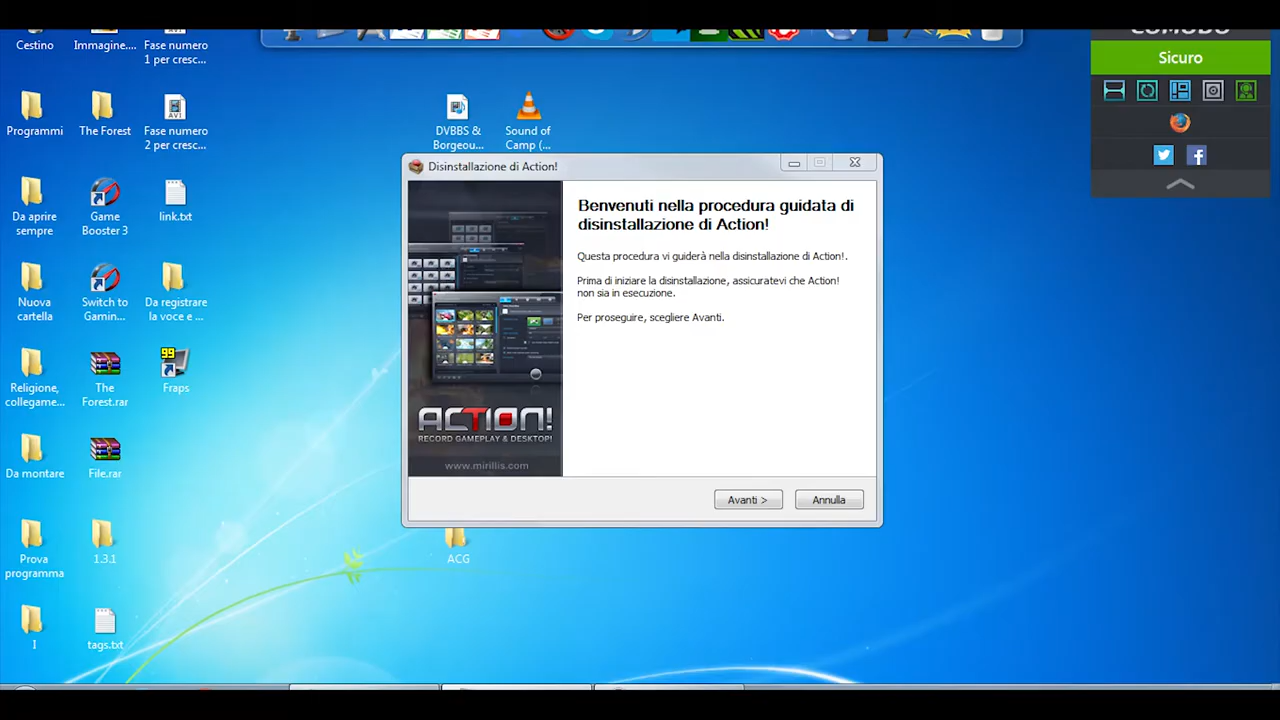 Cestino
Immagine....
Fase numero
1 per cresc...
Programmi
The Forest
Fase numero
2 per cresc...
Da aprire
sempre
Game
Booster 3
link.txt
Nuova
cartella
Switch to
Gamin...
Da registrare
la voce e ...
Religione,
collegame...
The
Forest.rar
99
Fraps
Da montare
File.rar
Prova
programma
1.3.1
I
tags.txt
DVBBS &
Borgeou...
Sound of
Camp (...
ACG
Disinstallazione di Action!
Benvenuti nella procedura guidata di
disinstallazione di Action!
Questa procedura vi guiderà nella disinstallazione di Action!.
Prima di iniziare la disinstallazione, assicuratevi che Action!
non sia in esecuzione.
Per proseguire, scegliere Avanti.
ACTION!
RECORD GAMEPLAY & DESKTOP!
www.mirillis.com
Avanti >
Annulla
COMODO
Sicuro